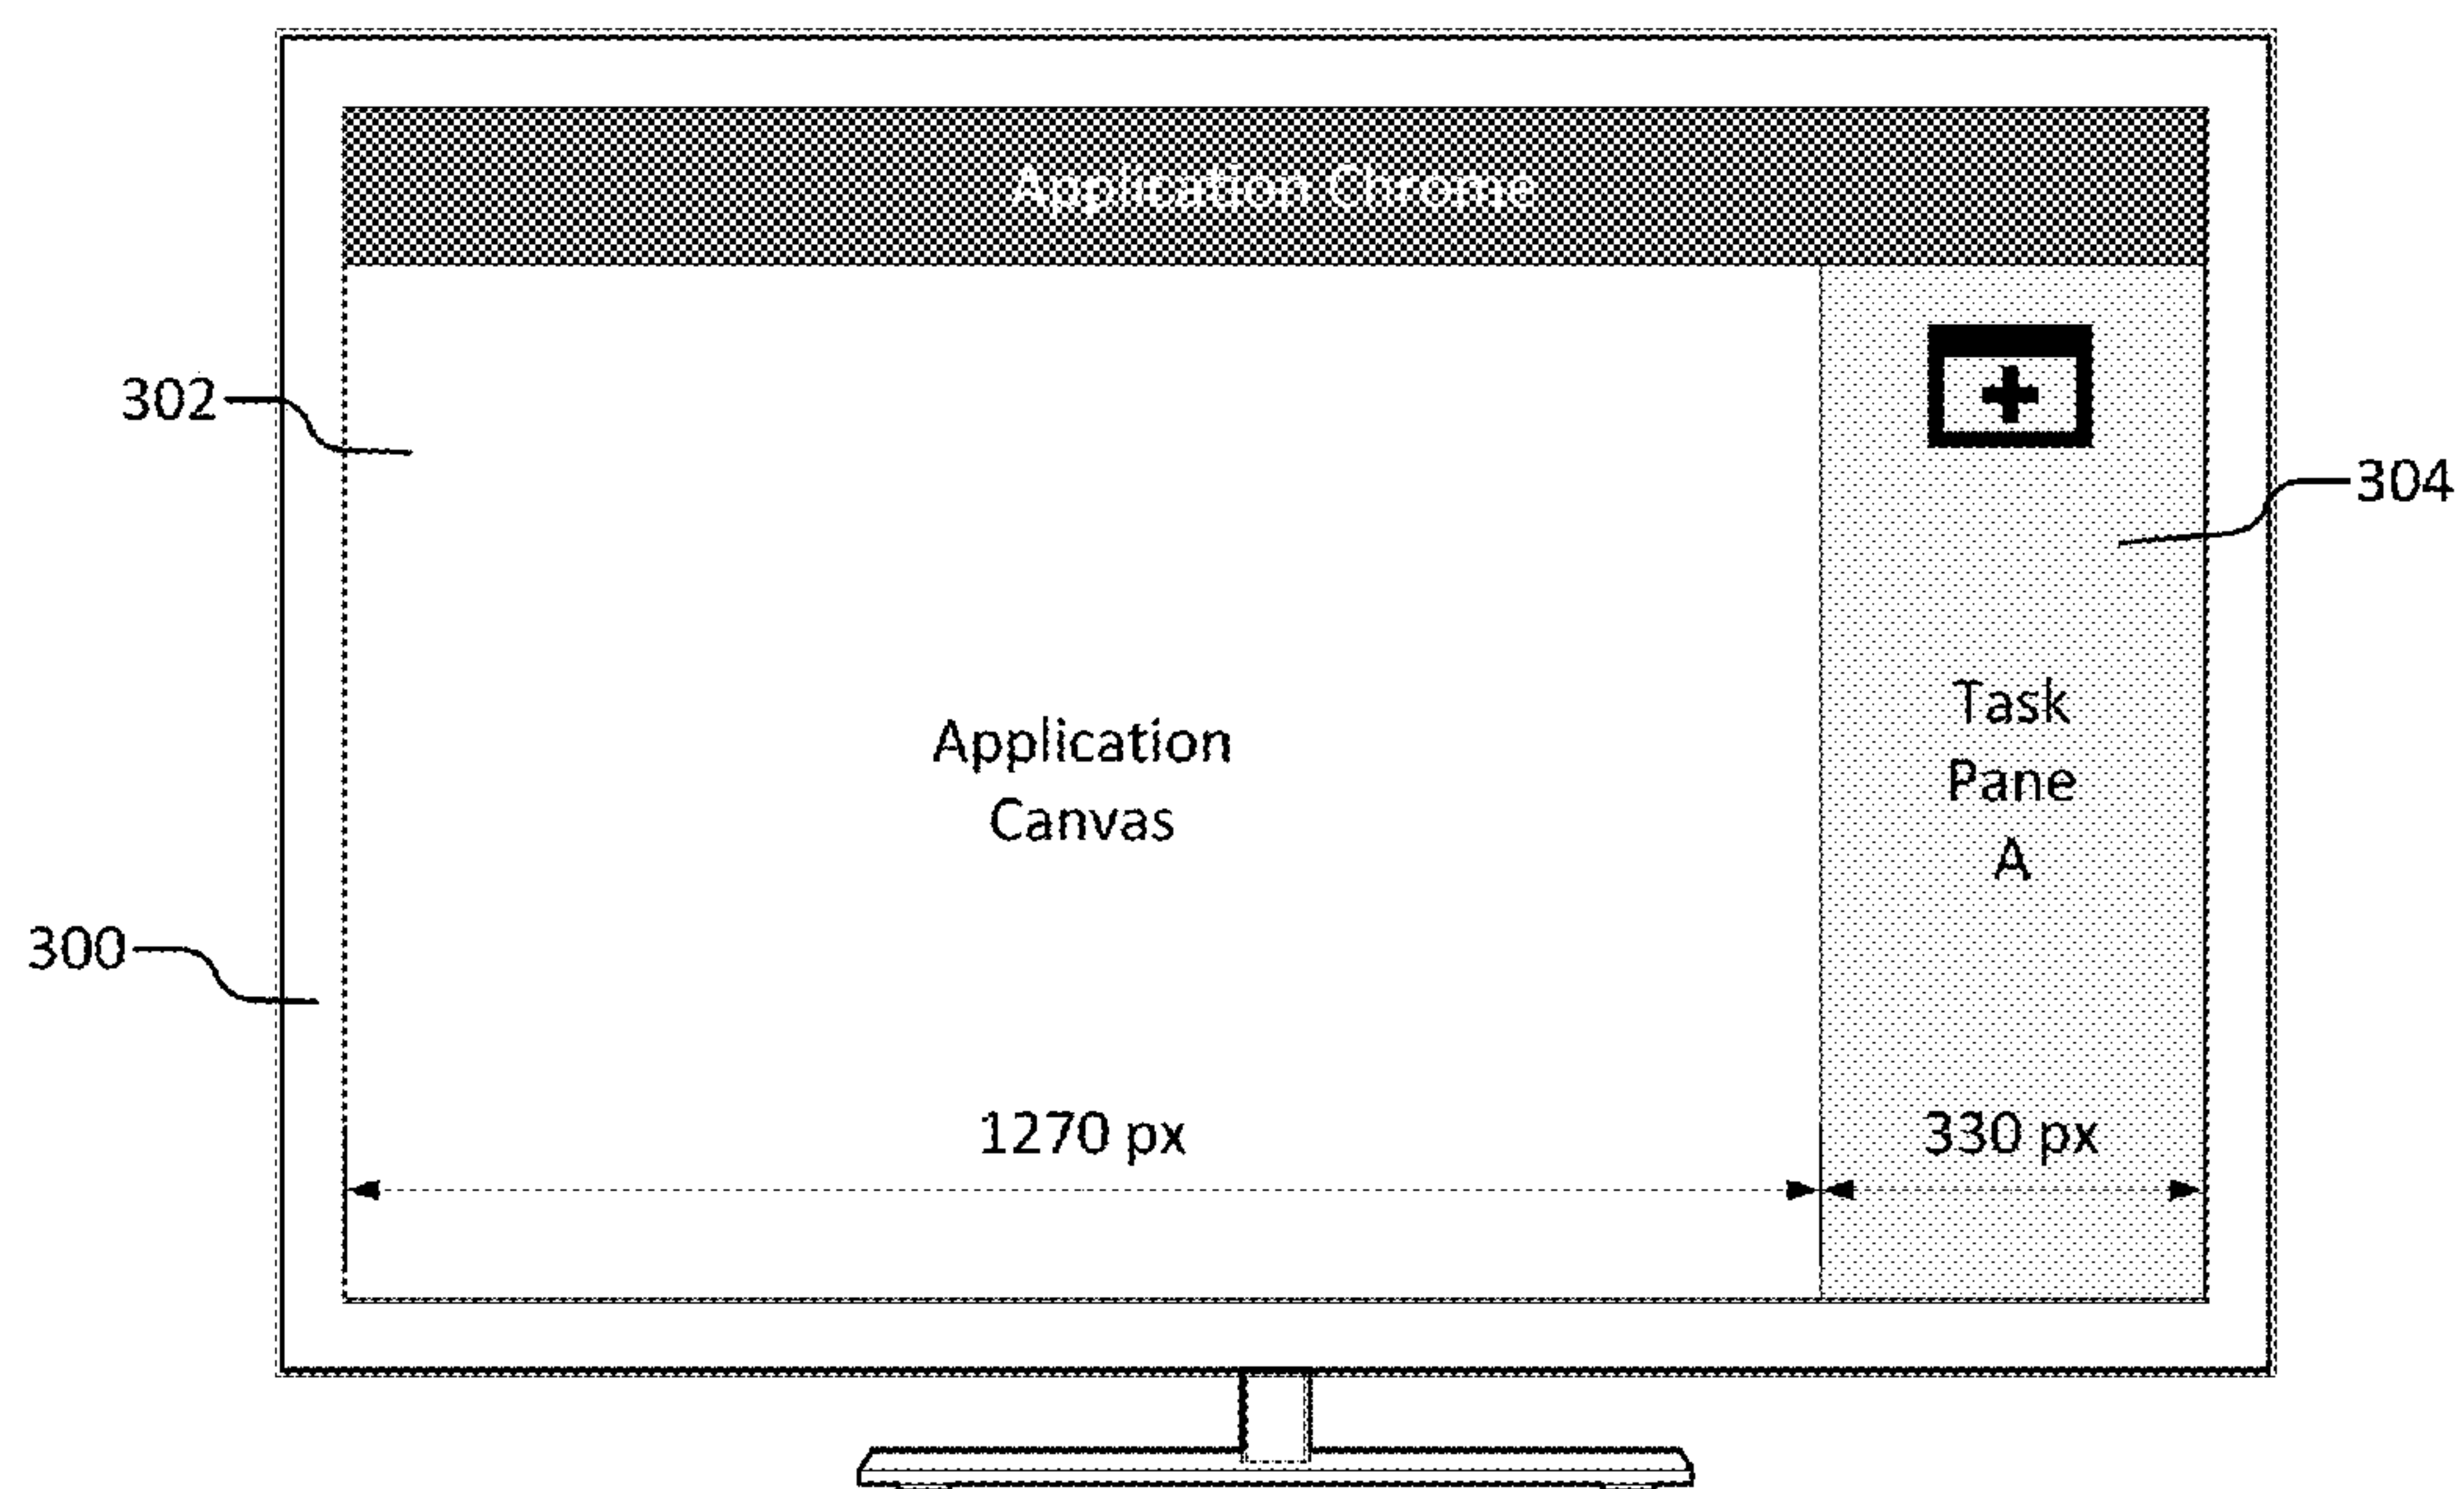 Application Chrome
302
304
Application
Canvas
Task
Pane
A
300
1270 px
330 px